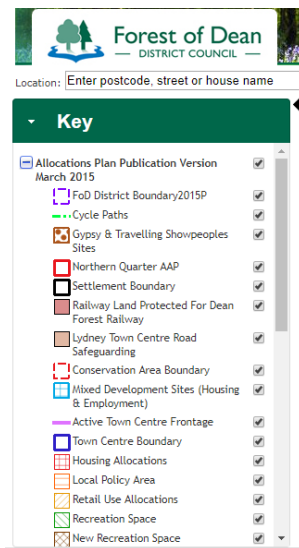 Forest of Dean
DISTRICT COUNCIL
Location: Enter postcode, street or house name
Key
Allocations Plan Publication Version
March 2015
FoD District Boundary2015P
Cycle Paths
Gypsy & Travelling Showpeoples
Sites
Northern Quarter AAP
Settlement Boundary
Railway Land Protected For Dean
Forest Railway
Lydney Town Centre Road
Safeguarding
Conservation Area Boundary
Mixed Development Sites (Housing
& Employment)
Active Town Centre Frontage
Town Centre Boundary
Housing Allocations
Local Policy Area
Retail Use Allocations
Recreation Space
New Recreation Space